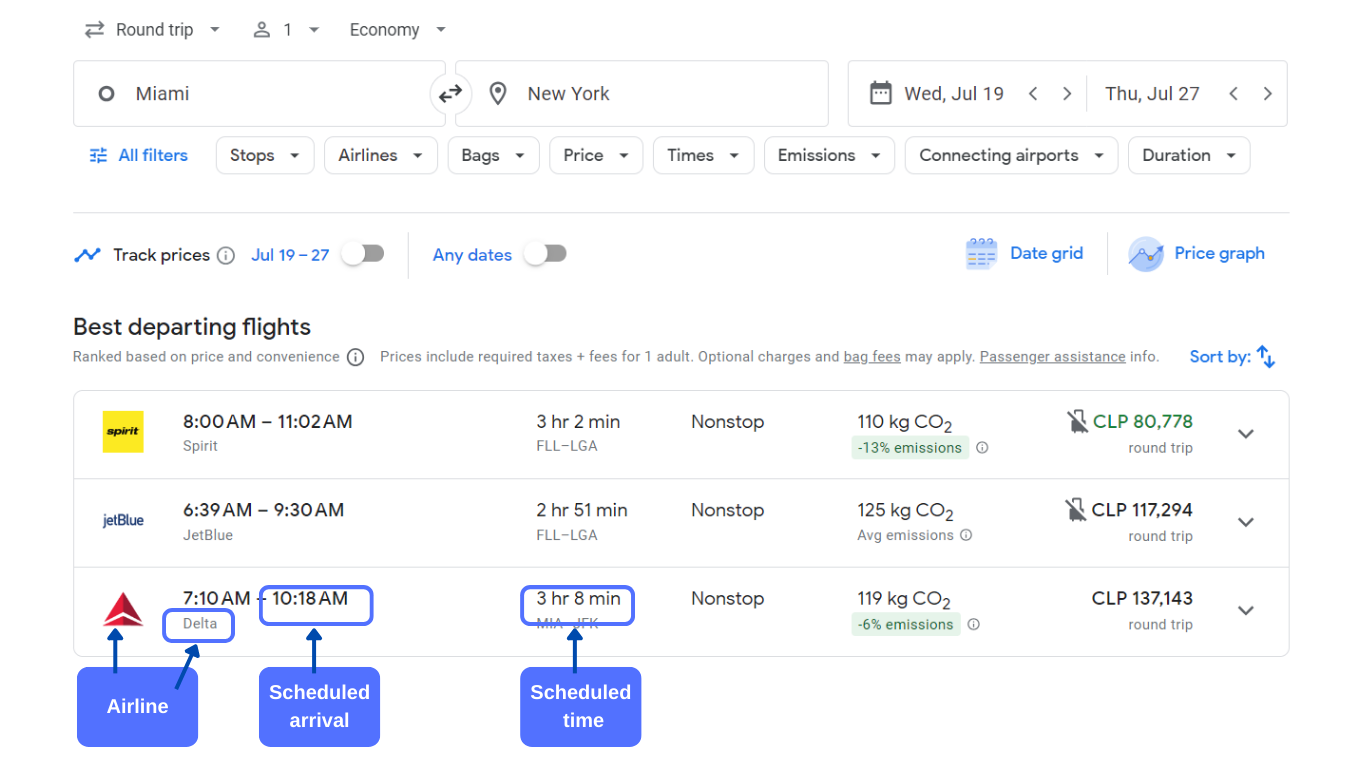 Round trip 1 Economy
Miami New York Wed, Jul 19 Thu, Jul 27
All filters Stops Airlines Bags Price Times Emissions Connecting airports Duration
Track prices Jul 19 – 27 Any dates Date grid Price graph
Best departing flights
Ranked based on price and convenience Prices include required taxes + fees for 1 adult. Optional charges and bag fees may apply. Passenger assistance info. Sort by:
spirit 8:00 AM – 11:02 AM 3 hr 2 min Nonstop 110 kg CO2 CLP 80,778
Spirit FLL–LGA -13% emissions round trip
jetBlue 6:39 AM – 9:30 AM 2 hr 51 min Nonstop 125 kg CO2 CLP 117,294
JetBlue FLL–LGA Avg emissions round trip
7:10 AM – 10:18 AM 3 hr 8 min Nonstop 119 kg CO2 CLP 137,143
Delta MIA–JFK -6% emissions round trip
Airline
Scheduled
arrival
Scheduled
time